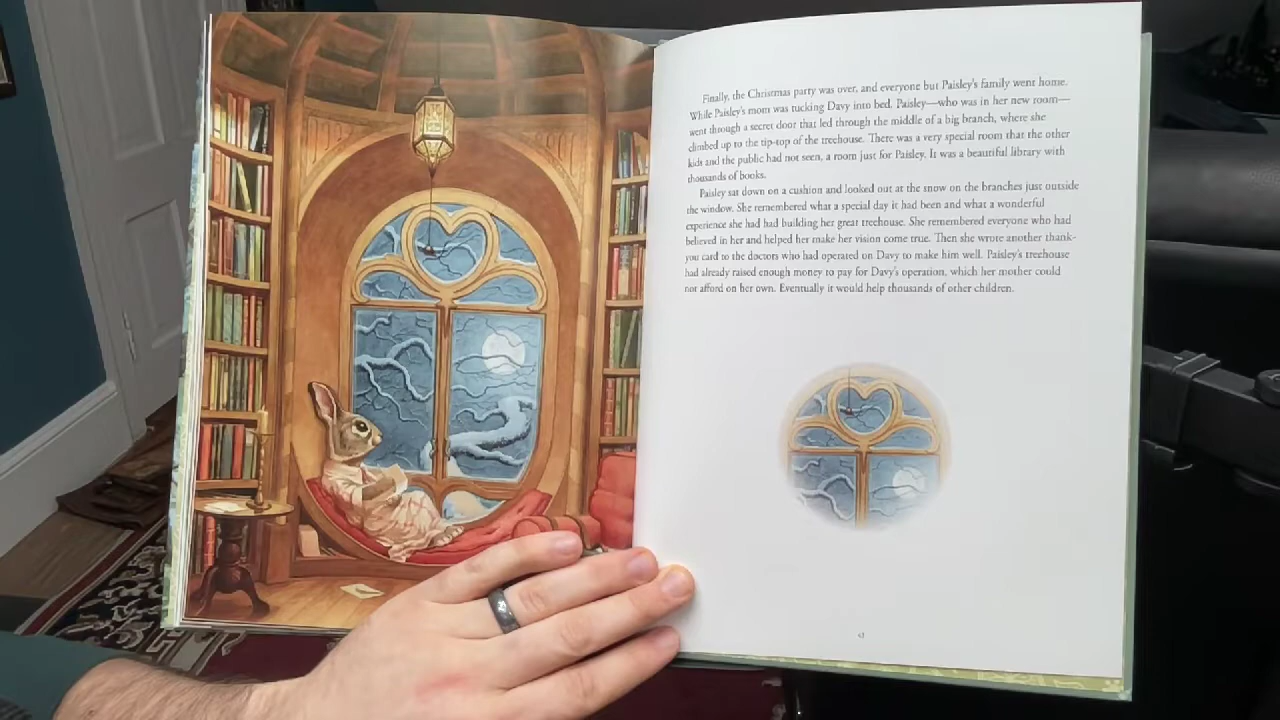 Finally, the Christmas party was over, and everyone but Paisley's family went home.
While Paisley's mom was tucking Davy into bed, Paisley—who was in her new room—
went through a secret door that led through the middle of a big branch, where she
climbed up to the tip-top of the treehouse. There was a very special room that the other
kids and the public had not seen, a room just for Paisley. It was a beautiful library with
thousands of books.
Paisley sat down on a cushion and looked out at the snow on the branches just outside
the window. She remembered what a special day it had been and what a wonderful
experience she had had building her great treehouse. She remembered everyone who had
believed in her and helped her make her vision come true. Then she wrote another thank-
you card to the doctors who had operated on Davy to make him well. Paisley's treehouse
had already raised enough money to pay for Davy's operation, which her mother could
not afford on her own. Eventually it would help thousands of other children.